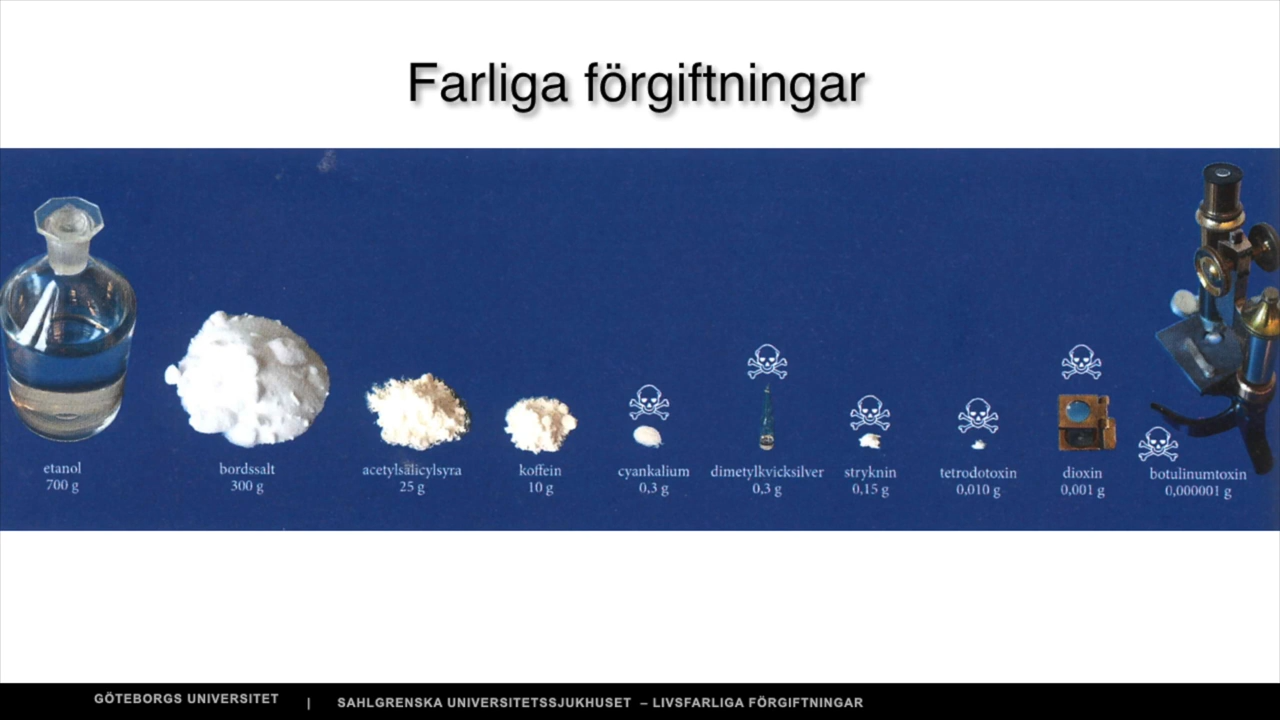 Farliga förgiftningar
etanol
700 g
bordssalt
300 g
acetylsalicylsyra
25 g
koffein
10 g
cyankalium
0,3 g
dimetylkvicksilver
0,3 g
stryknin
0,15 g
tetrodotoxin
0,010 g
dioxin
0,001 g
botulinumtoxin
0,000001 g
GÖTEBORGS UNIVERSITET | SAHLGRENSKA UNIVERSITETSSJUKHUSET – LIVSFARLIGA FÖRGIFTNINGAR